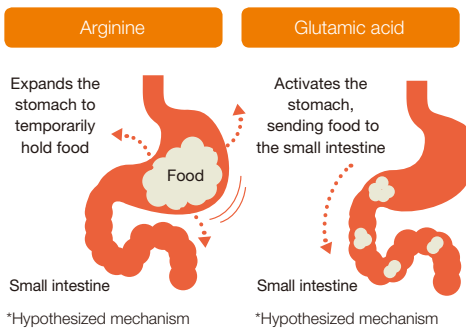 Arginine
Expands the
stomach to
temporarily
hold food
Food
Small intestine
*Hypothesized mechanism
Glutamic acid
Activates the
stomach,
sending food to
the small intestine
Small intestine
*Hypothesized mechanism